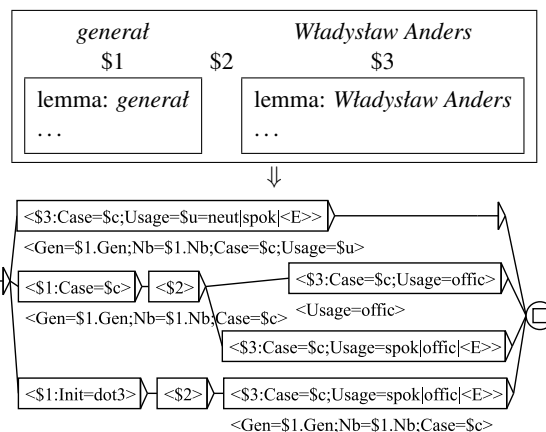 generał Władysław Anders
$1 $2 $3
lemma: generał lemma: Władysław Anders
... ...
⇓
<$3:Case=$c;Usage=$u=neut|spok|<E>>
<Gen=$1.Gen;Nb=$1.Nb;Case=$c;Usage=$u>
<$1:Case=$c> <$2> <$3:Case=$c;Usage=offic>
<Gen=$1.Gen;Nb=$1.Nb;Case=$c> <Usage=offic>
<$3:Case=$c;Usage=spok|offic|<E>>
<$1:Init=dot3> <$2> <$3:Case=$c;Usage=spok|offic|<E>>
<Gen=$1.Gen;Nb=$1.Nb;Case=$c>